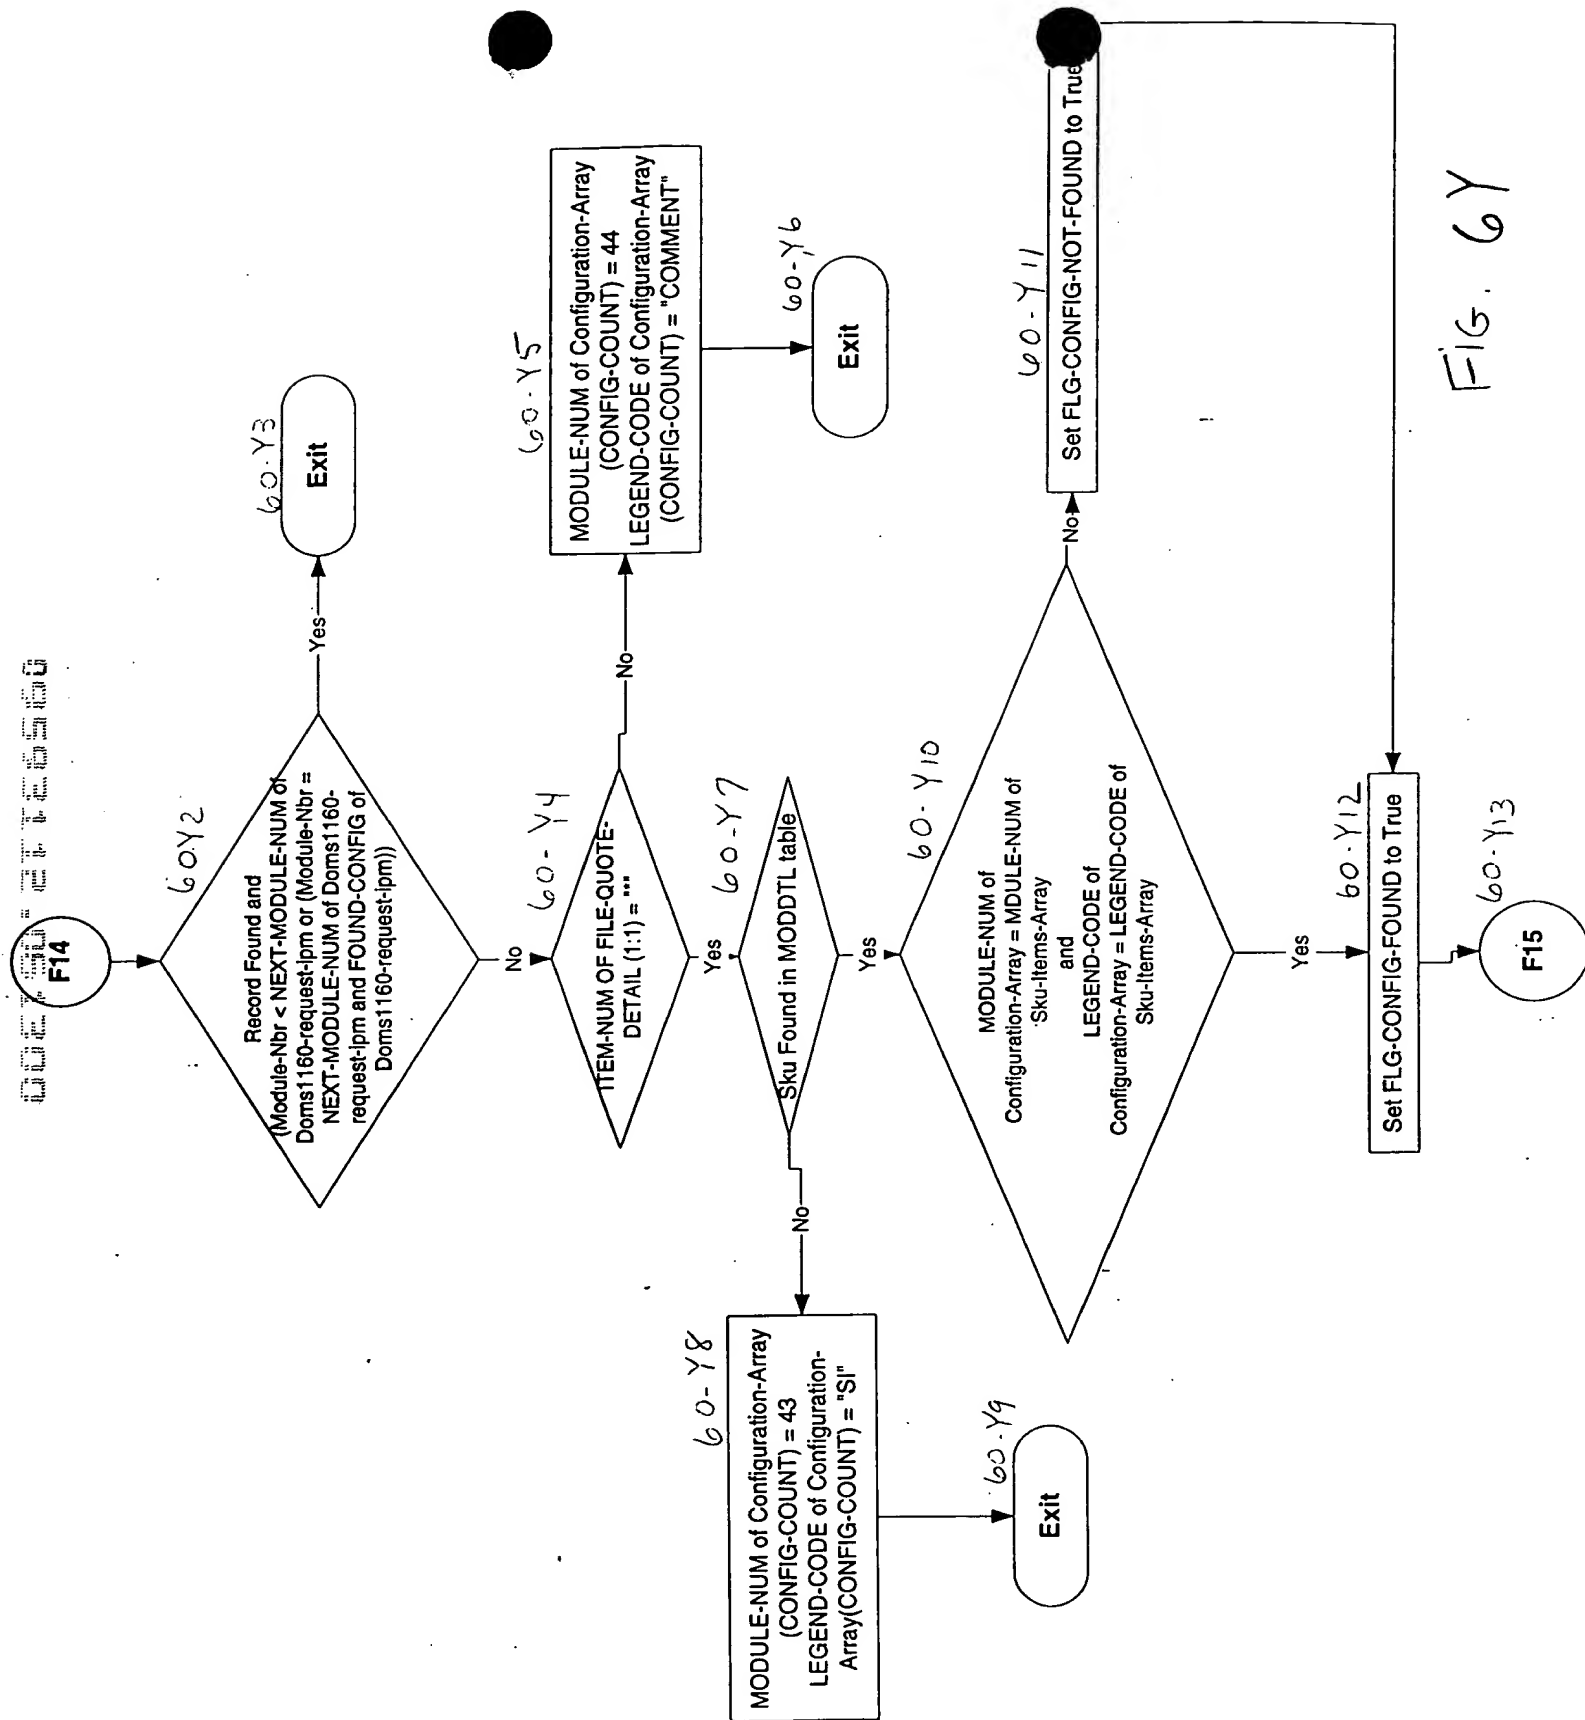 F14
60-Y2
Record Found and
(Module-Nbr < NEXT-MODULE-NUM of
Doms1160-request-lpm or (Module-Nbr =
NEXT-MODULE-NUM of Doms1160-
request-lpm and FOUND-CONFIG of
Doms1160-request-lpm))
Yes
60-Y3
Exit
No
60-Y4
ITEM-NUM OF FILE-QUOTE-
DETAIL (1:1) = "*"
No
60-Y5
MODULE-NUM of Configuration-Array
(CONFIG-COUNT) = 44
LEGEND-CODE of Configuration-Array
(CONFIG-COUNT) = "COMMENT"
60-Y6
Exit
Yes
60-Y7
Sku Found in MODDTL table
No
60-Y8
MODULE-NUM of Configuration-Array
(CONFIG-COUNT) = 43
LEGEND-CODE of Configuration-
Array(CONFIG-COUNT) = "SI"
60-Y9
Exit
Yes
60-Y10
MODULE-NUM of
Configuration-Array = MDULE-NUM of
Sku-Items-Array
and
LEGEND-CODE of
Configuration-Array = LEGEND-CODE of
Sku-Items-Array
No
60-Y11
Set FLG-CONFIG-NOT-FOUND to True
Yes
60-Y12
Set FLG-CONFIG-FOUND to True
60-Y13
F15
FIG. 6Y